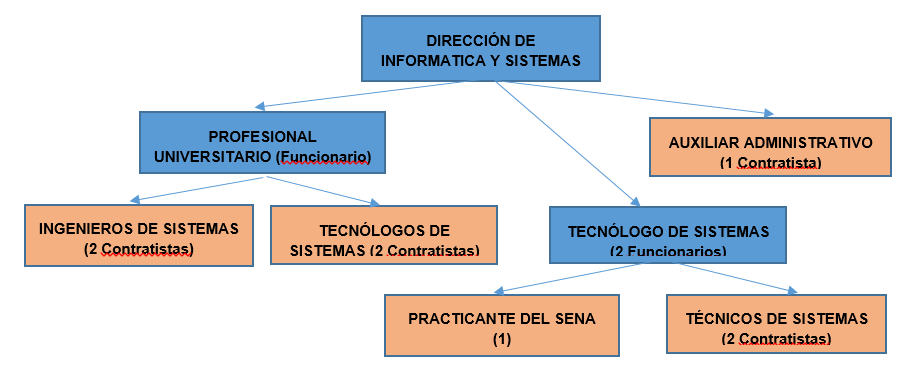 DIRECCIÓN DE
INFORMATICA Y SISTEMAS
PROFESIONAL
UNIVERSITARIO (Funcionario)
AUXILIAR ADMINISTRATIVO
(1 Contratista)
INGENIEROS DE SISTEMAS
(2 Contratistas)
TECNÓLOGOS DE
SISTEMAS (2 Contratistas)
TECNÓLOGO DE SISTEMAS
(2 Funcionarios)
PRACTICANTE DEL SENA
(1)
TÉCNICOS DE SISTEMAS
(2 Contratistas)